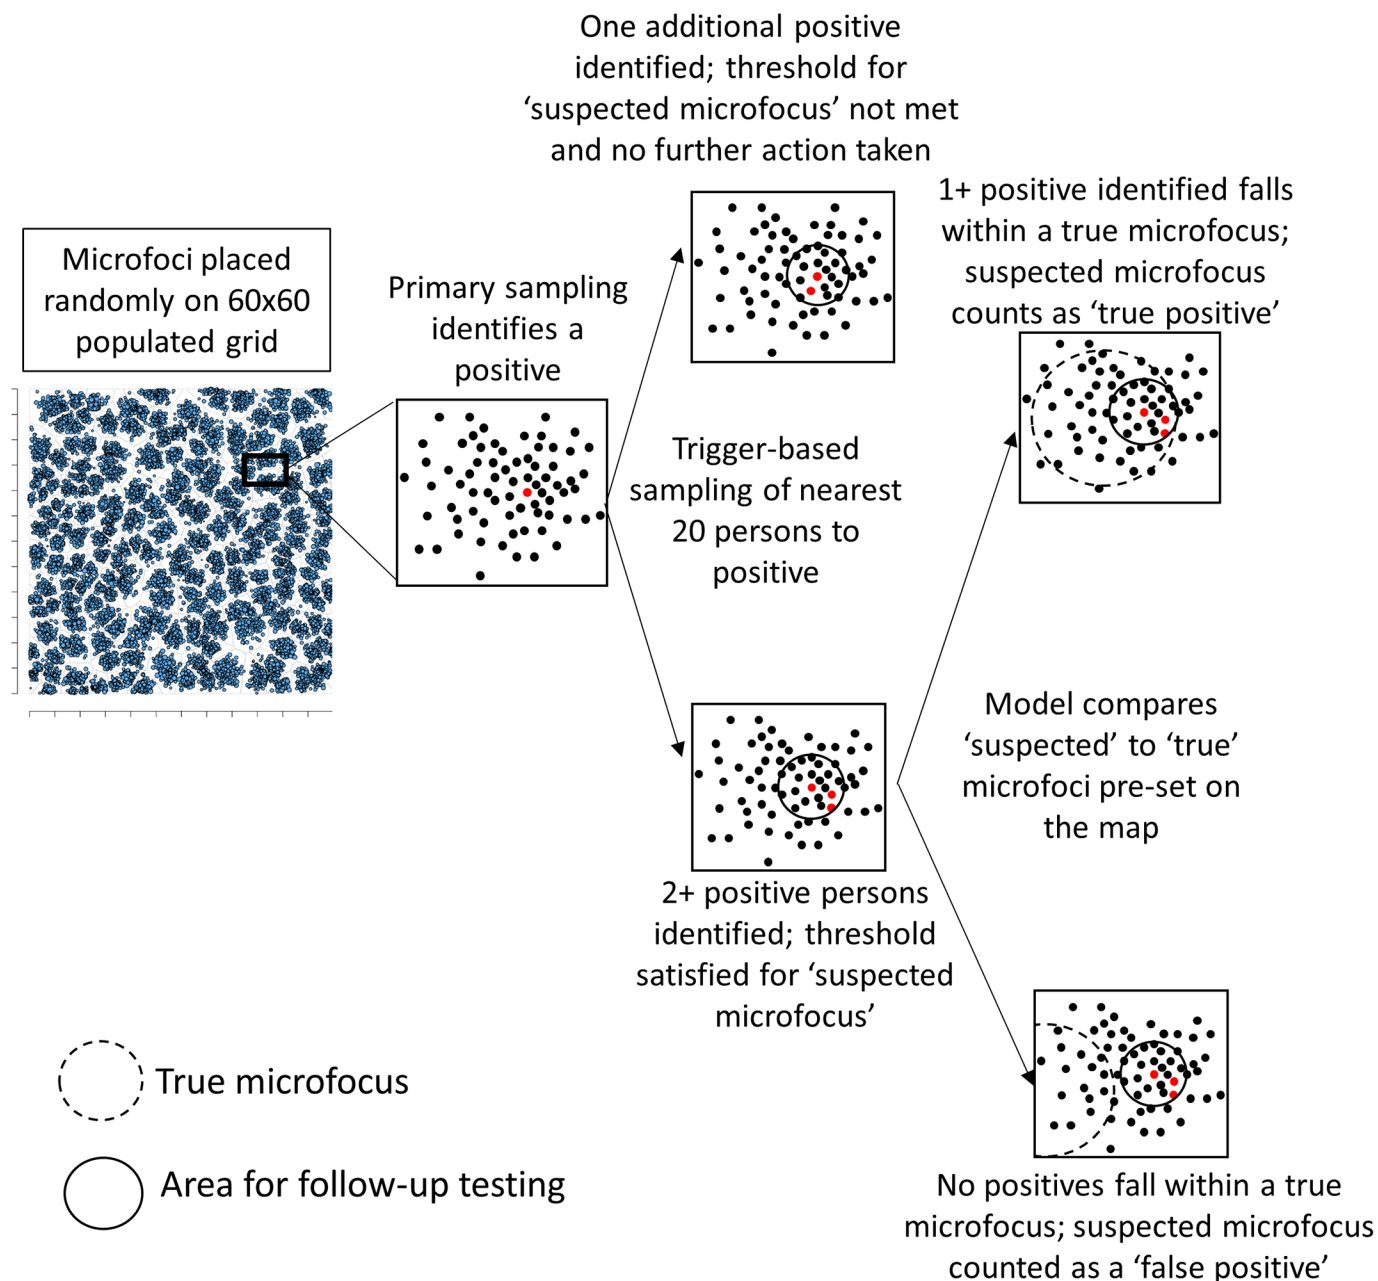 One additional positive
identified; threshold for
‘suspected microfocus’ not met
and no further action taken
1+ positive identified falls
within a true microfocus;
suspected microfocus
counts as ‘true positive’
Microfoci placed
randomly on 60x60
populated grid
Primary sampling
identifies a
positive
Trigger-based
sampling of nearest
20 persons to
positive
Model compares
‘suspected’ to ‘true’
microfoci pre-set on
the map
2+ positive persons
identified; threshold
satisfied for ‘suspected
microfocus’
True microfocus
Area for follow-up testing
No positives fall within a true
microfocus; suspected microfocus
counted as a ‘false positive’